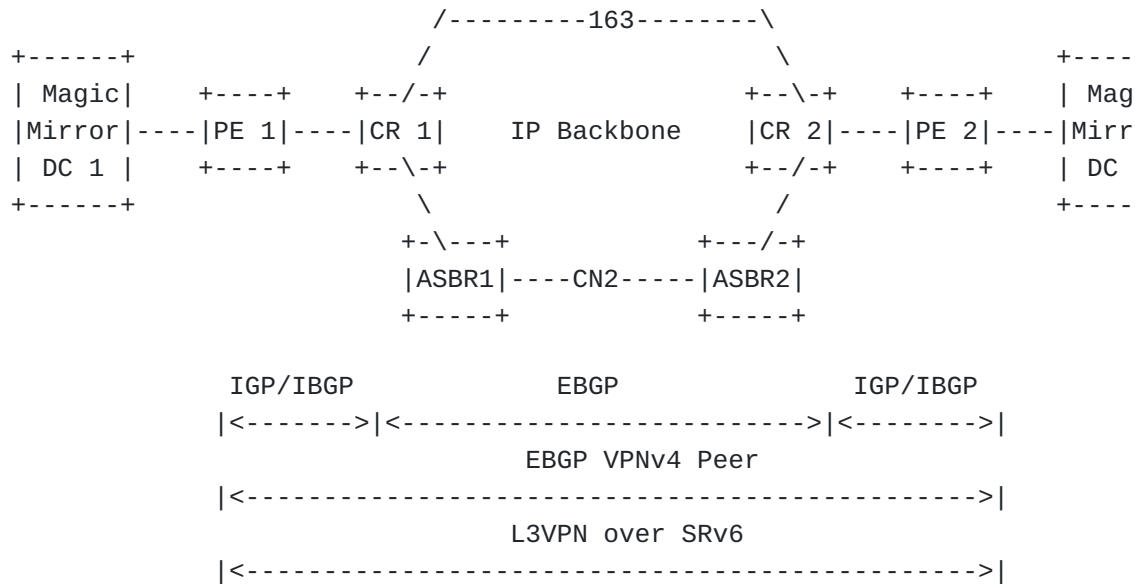 /---------163--------\
+------+ / \ +----
| Magic| +----+ +--/-+ +--\-+ +----+ | Mag
|Mirror|----|PE 1|----|CR 1| IP Backbone |CR 2|----|PE 2|----|Mirr
| DC 1 | +----+ +--\-+ +--/-+ +----+ | DC
+------+ \ / +----
+-\---+ +---/-+
|ASBR1|----CN2-----|ASBR2|
+-----+ +-----+
IGP/IBGP EBGP IGP/IBGP
|<------->|<--------------------------->|<-------->|
EBGP VPNv4 Peer
|<------------------------------------------------>|
L3VPN over SRv6
|<------------------------------------------------>|